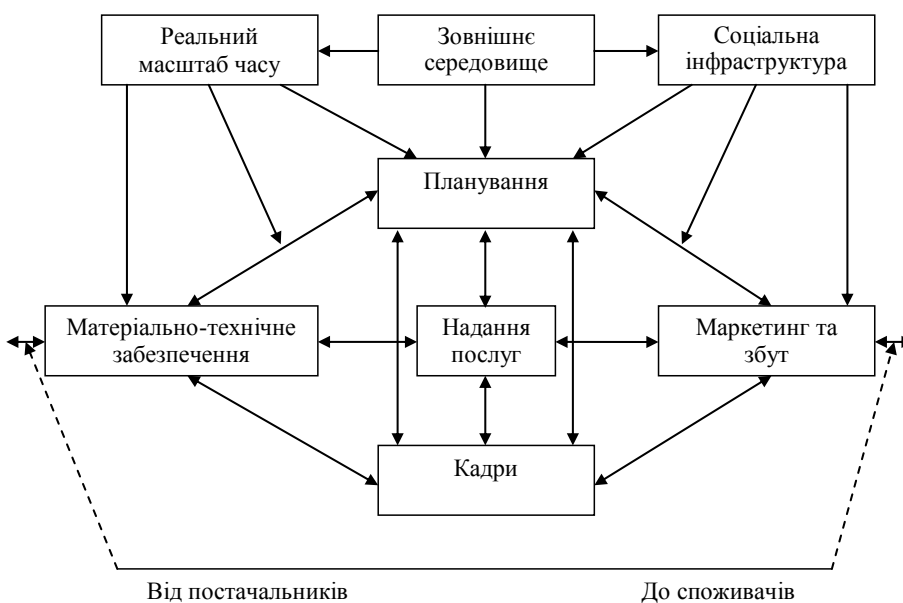 Реальний
масштаб часу
Зовнішнє
середовище
Соціальна
інфраструктура
Планування
Матеріально-технічне
забезпечення
Надання
послуг
Маркетинг та
збут
Кадри
Від постачальників
До споживачів